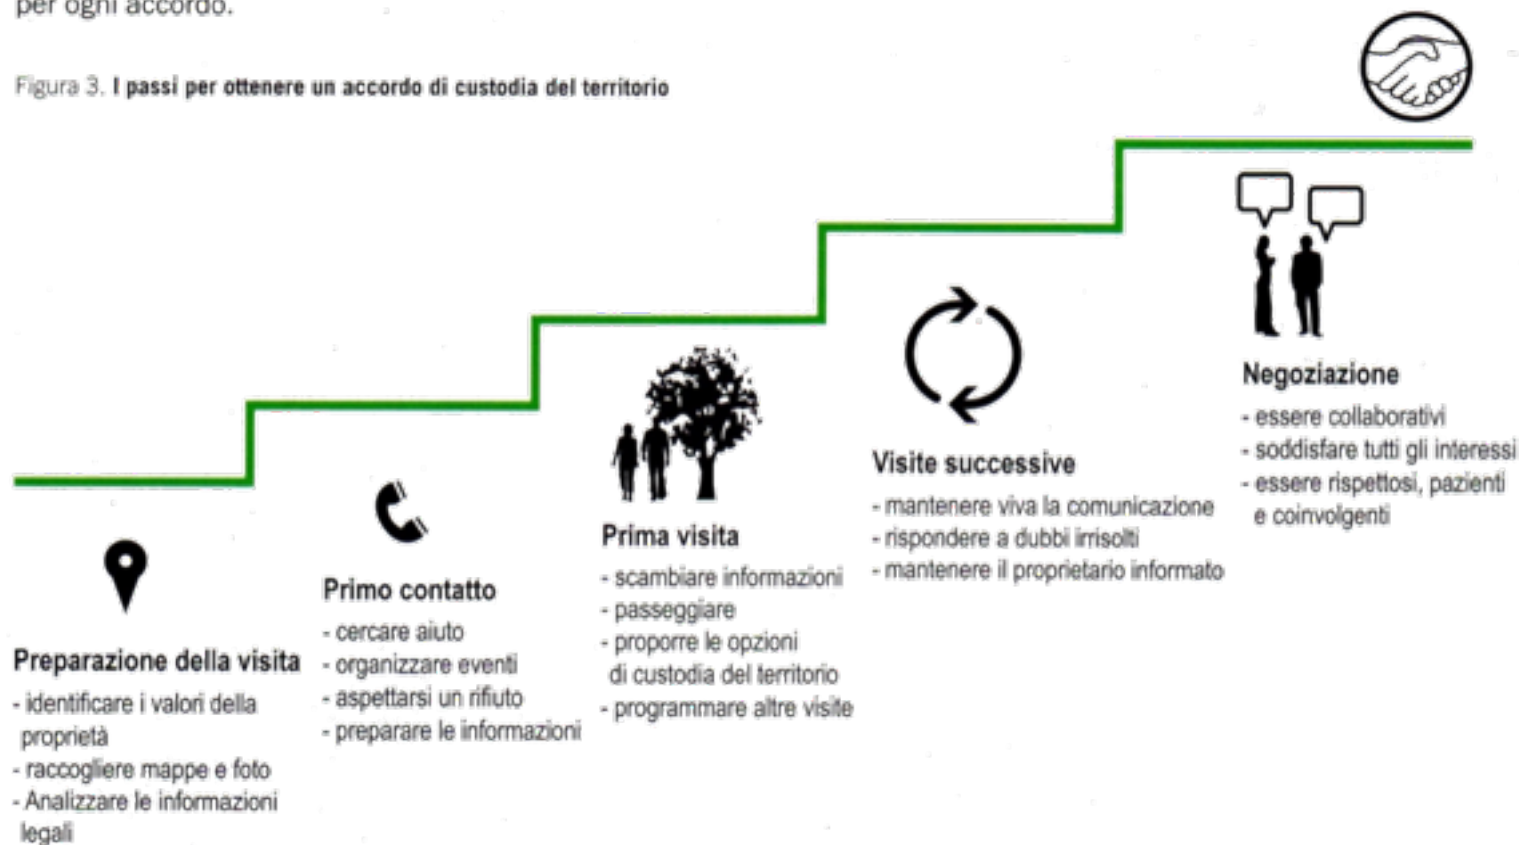 per ogni accordo.
Figura 3. I passi per ottenere un accordo di custodia del territorio
Preparazione della visita
- identificare i valori della
proprietà
- raccogliere mappe e foto
- Analizzare le informazioni
legali
Primo contatto
- cercare aiuto
- organizzare eventi
- aspettarsi un rifiuto
- preparare le informazioni
Prima visita
- scambiare informazioni
- passeggiare
- proporre le opzioni
di custodia del territorio
- programmare altre visite
Visite successive
- mantenere viva la comunicazione
- rispondere a dubbi irrisolti
- mantenere il proprietario informato
Negoziazione
- essere collaborativi
- soddisfare tutti gli interessi
- essere rispettosi, pazienti
e coinvolgenti